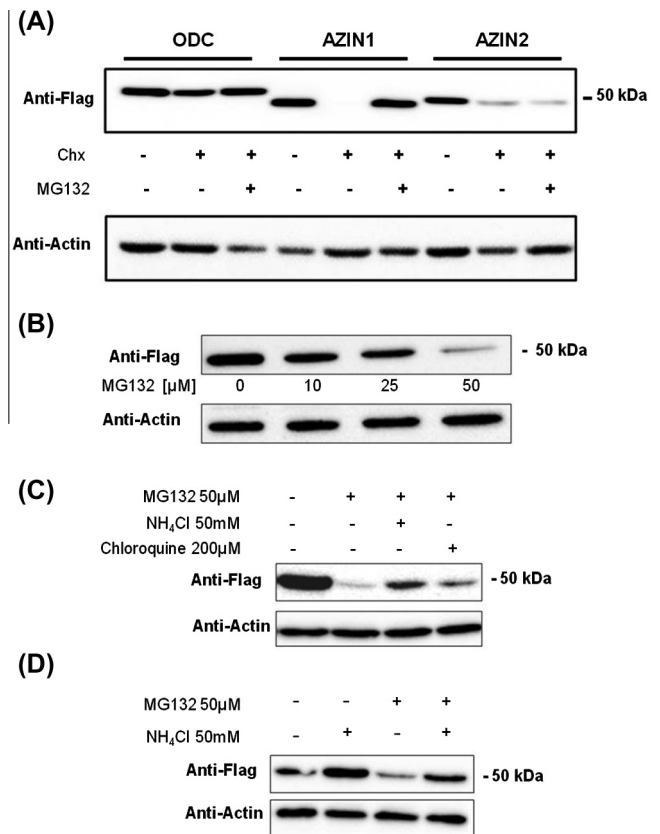 (A)
ODC AZIN1 AZIN2
Anti-Flag - 50 kDa
Chx - + + - + + - + +
MG132 - - + - - + - - +
Anti-Actin
(B)
Anti-Flag - 50 kDa
MG132 [µM] 0 10 25 50
Anti-Actin
(C)
MG132 50µM - + + +
NH₄Cl 50mM - - + -
Chloroquine 200µM - - - +
Anti-Flag - 50 kDa
Anti-Actin
(D)
MG132 50µM - - + +
NH₄Cl 50mM - + - +
Anti-Flag - 50 kDa
Anti-Actin